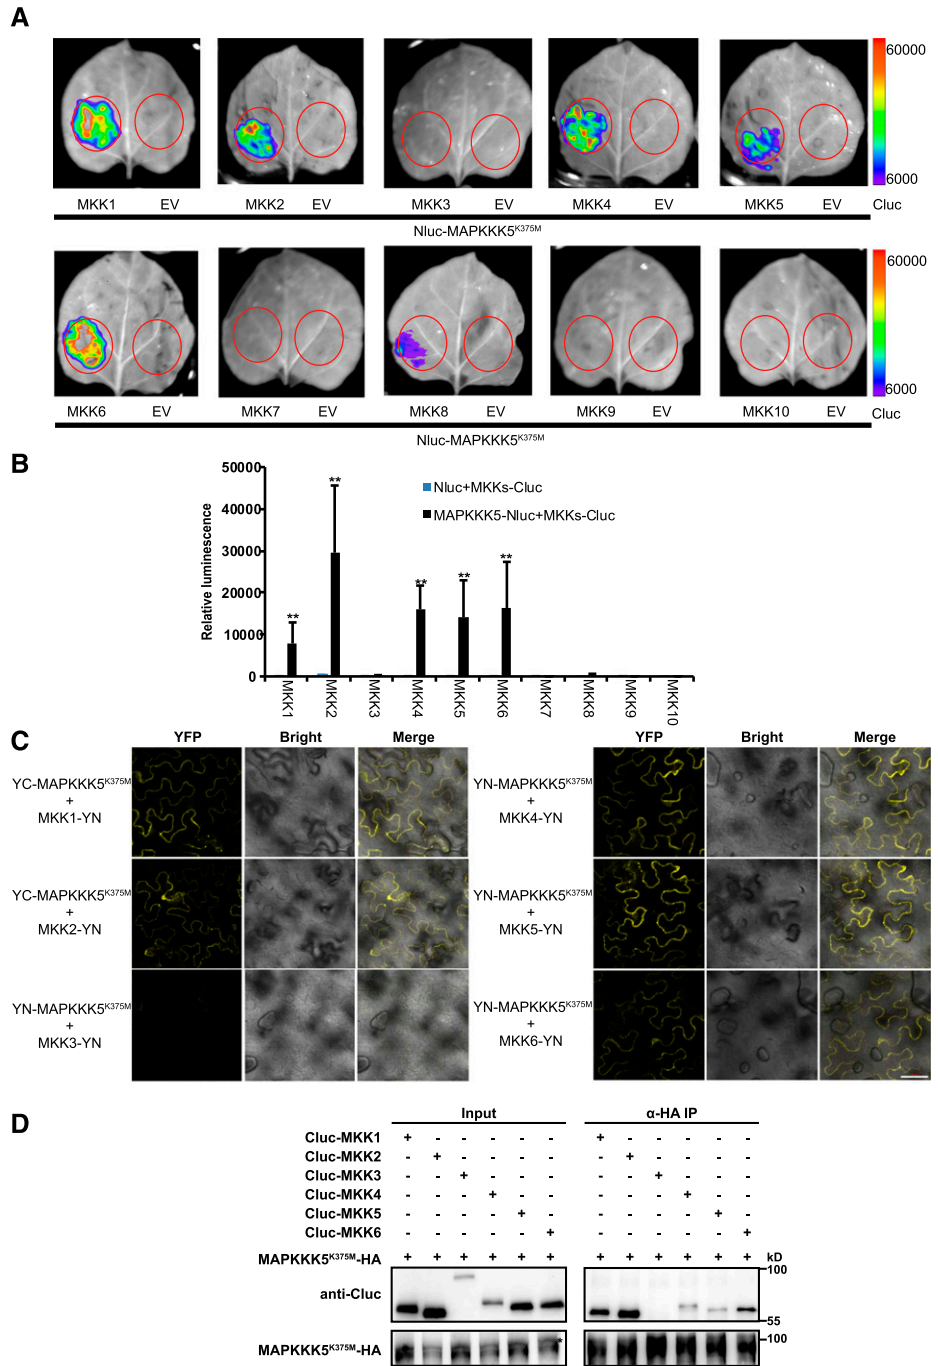 A
60000
6000
MKK1 EV MKK2 EV MKK3 EV MKK4 EV MKK5 EV Cluc
Nluc-MAPKKK5K375M
60000
6000
MKK6 EV MKK7 EV MKK8 EV MKK9 EV MKK10 EV Cluc
Nluc-MAPKKK5K375M
B
Relative luminescence
50000
40000
30000
20000
10000
0
Nluc+MKKs-Cluc
MAPKKK5-Nluc+MKKs-Cluc
** ** ** ** **
MKK1 MKK2 MKK3 MKK4 MKK5 MKK6 MKK7 MKK8 MKK9 MKK10
C
YFP Bright Merge YFP Bright Merge
YC-MAPKKK5K375M
+
MKK1-YN
YN-MAPKKK5K375M
+
MKK4-YN
YC-MAPKKK5K375M
+
MKK2-YN
YN-MAPKKK5K375M
+
MKK5-YN
YN-MAPKKK5K375M
+
MKK3-YN
YN-MAPKKK5K375M
+
MKK6-YN
D
Input α-HA IP
Cluc-MKK1 + - - - - - + - - - - -
Cluc-MKK2 - + - - - - - + - - - -
Cluc-MKK3 - - + - - - - - + - - -
Cluc-MKK4 - - - + - - - - - + - -
Cluc-MKK5 - - - - + - - - - - + -
Cluc-MKK6 - - - - - + - - - - - +
MAPKKK5K375M-HA + + + + + + + + + + + + kD
anti-Cluc
100
55
MAPKKK5K375M-HA * 100